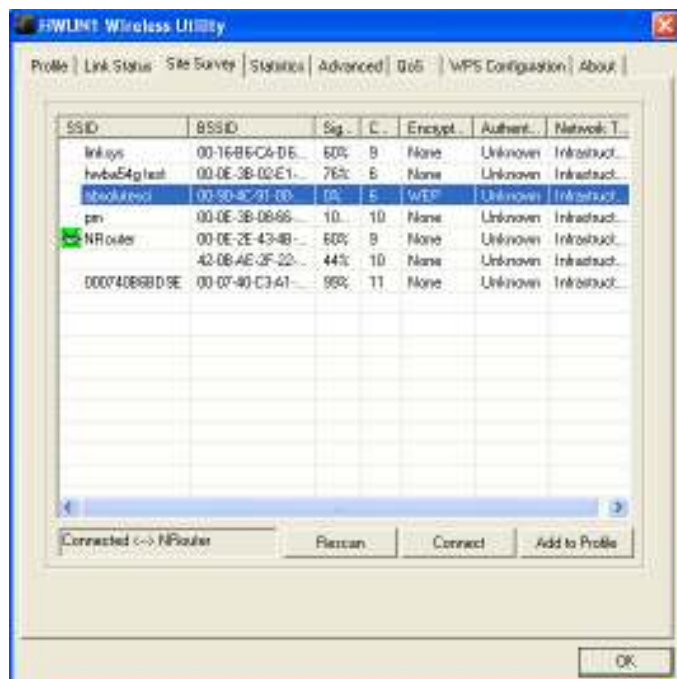 HWUN1 Wireless Utility
Profile | Link Status Site Survey | Statistics | Advanced | QoS | WPS Configuration | About
SSID BSSID Sig.. C.. Encrypt.. Authent.. Network T..
linksys 00-16-B6-CA-D6... 60% 9 None Unknown Infrastruct...
hwba54g test 00-0E-3B-02-E1-... 76% 6 None Unknown Infrastruct...
00-90-4C-91-00-... 0% 6 WEP Unknown Infrastruct...
pm 00-0E-3B-08-66-... 10.. 10 None Unknown Infrastruct...
NRouter 00-0E-2E-43-4B-... 60% 9 None Unknown Infrastruct...
42-0B-AE-2F-22-... 44% 10 None Unknown Infrastruct...
000740B6BD9E 00-07-40-C3-A1-... 99% 11 None Unknown Infrastruct...
Connected <--> NRouter Rescan Connect Add to Profile
OK